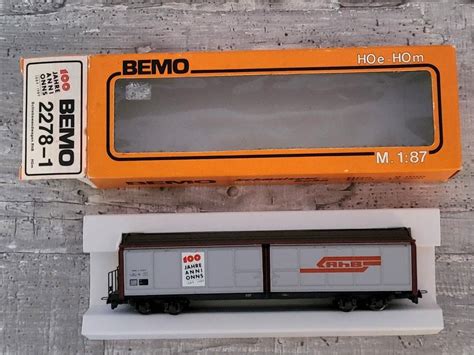 100
JAHRE
ANNI
ONNS
BEMO
2278-1
BEMO
HOe - HOm
M. 1:87
100
JAHRE
ANNI
ONNS
RhB